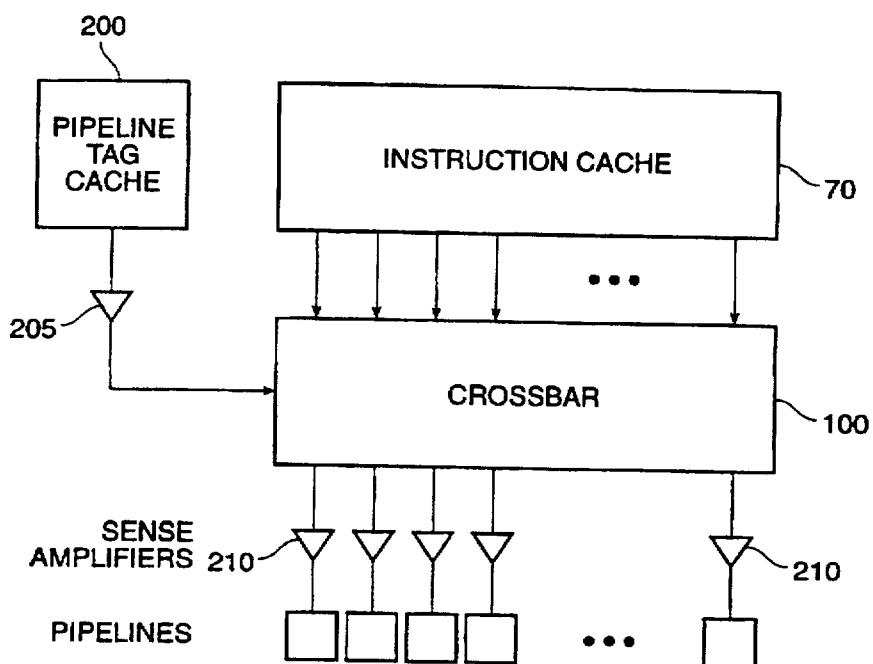 200
PIPELINE
TAG
CACHE
INSTRUCTION CACHE
70
205
CROSSBAR
100
SENSE
AMPLIFIERS
210
210
PIPELINES